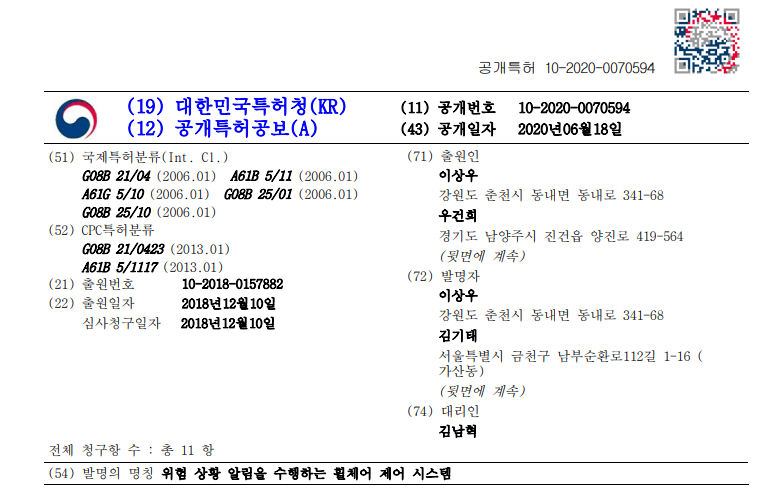 공개특허 10-2020-0070594
(19) 대한민국특허청(KR)
(12) 공개특허공보(A)
(11) 공개번호 10-2020-0070594
(43) 공개일자 2020년06월18일
(51) 국제특허분류(Int. Cl.)
G08B 21/04 (2006.01) A61B 5/11 (2006.01)
A61G 5/10 (2006.01) G08B 25/01 (2006.01)
G08B 25/10 (2006.01)
(52) CPC특허분류
G08B 21/0423 (2013.01)
A61B 5/1117 (2013.01)
(21) 출원번호 10-2018-0157882
(22) 출원일자 2018년12월10일
심사청구일자 2018년12월10일
전체 청구항 수 : 총 11 항
(71) 출원인
이상우
강원도 춘천시 동내면 동내로 341-68
우건희
경기도 남양주시 진건읍 양진로 419-564
(뒷면에 계속)
(72) 발명자
이상우
강원도 춘천시 동내면 동내로 341-68
김기태
서울특별시 금천구 남부순환로112길 1-16 (
가산동)
(뒷면에 계속)
(74) 대리인
김남혁
(54) 발명의 명칭 위험 상황 알림을 수행하는 휠체어 제어 시스템